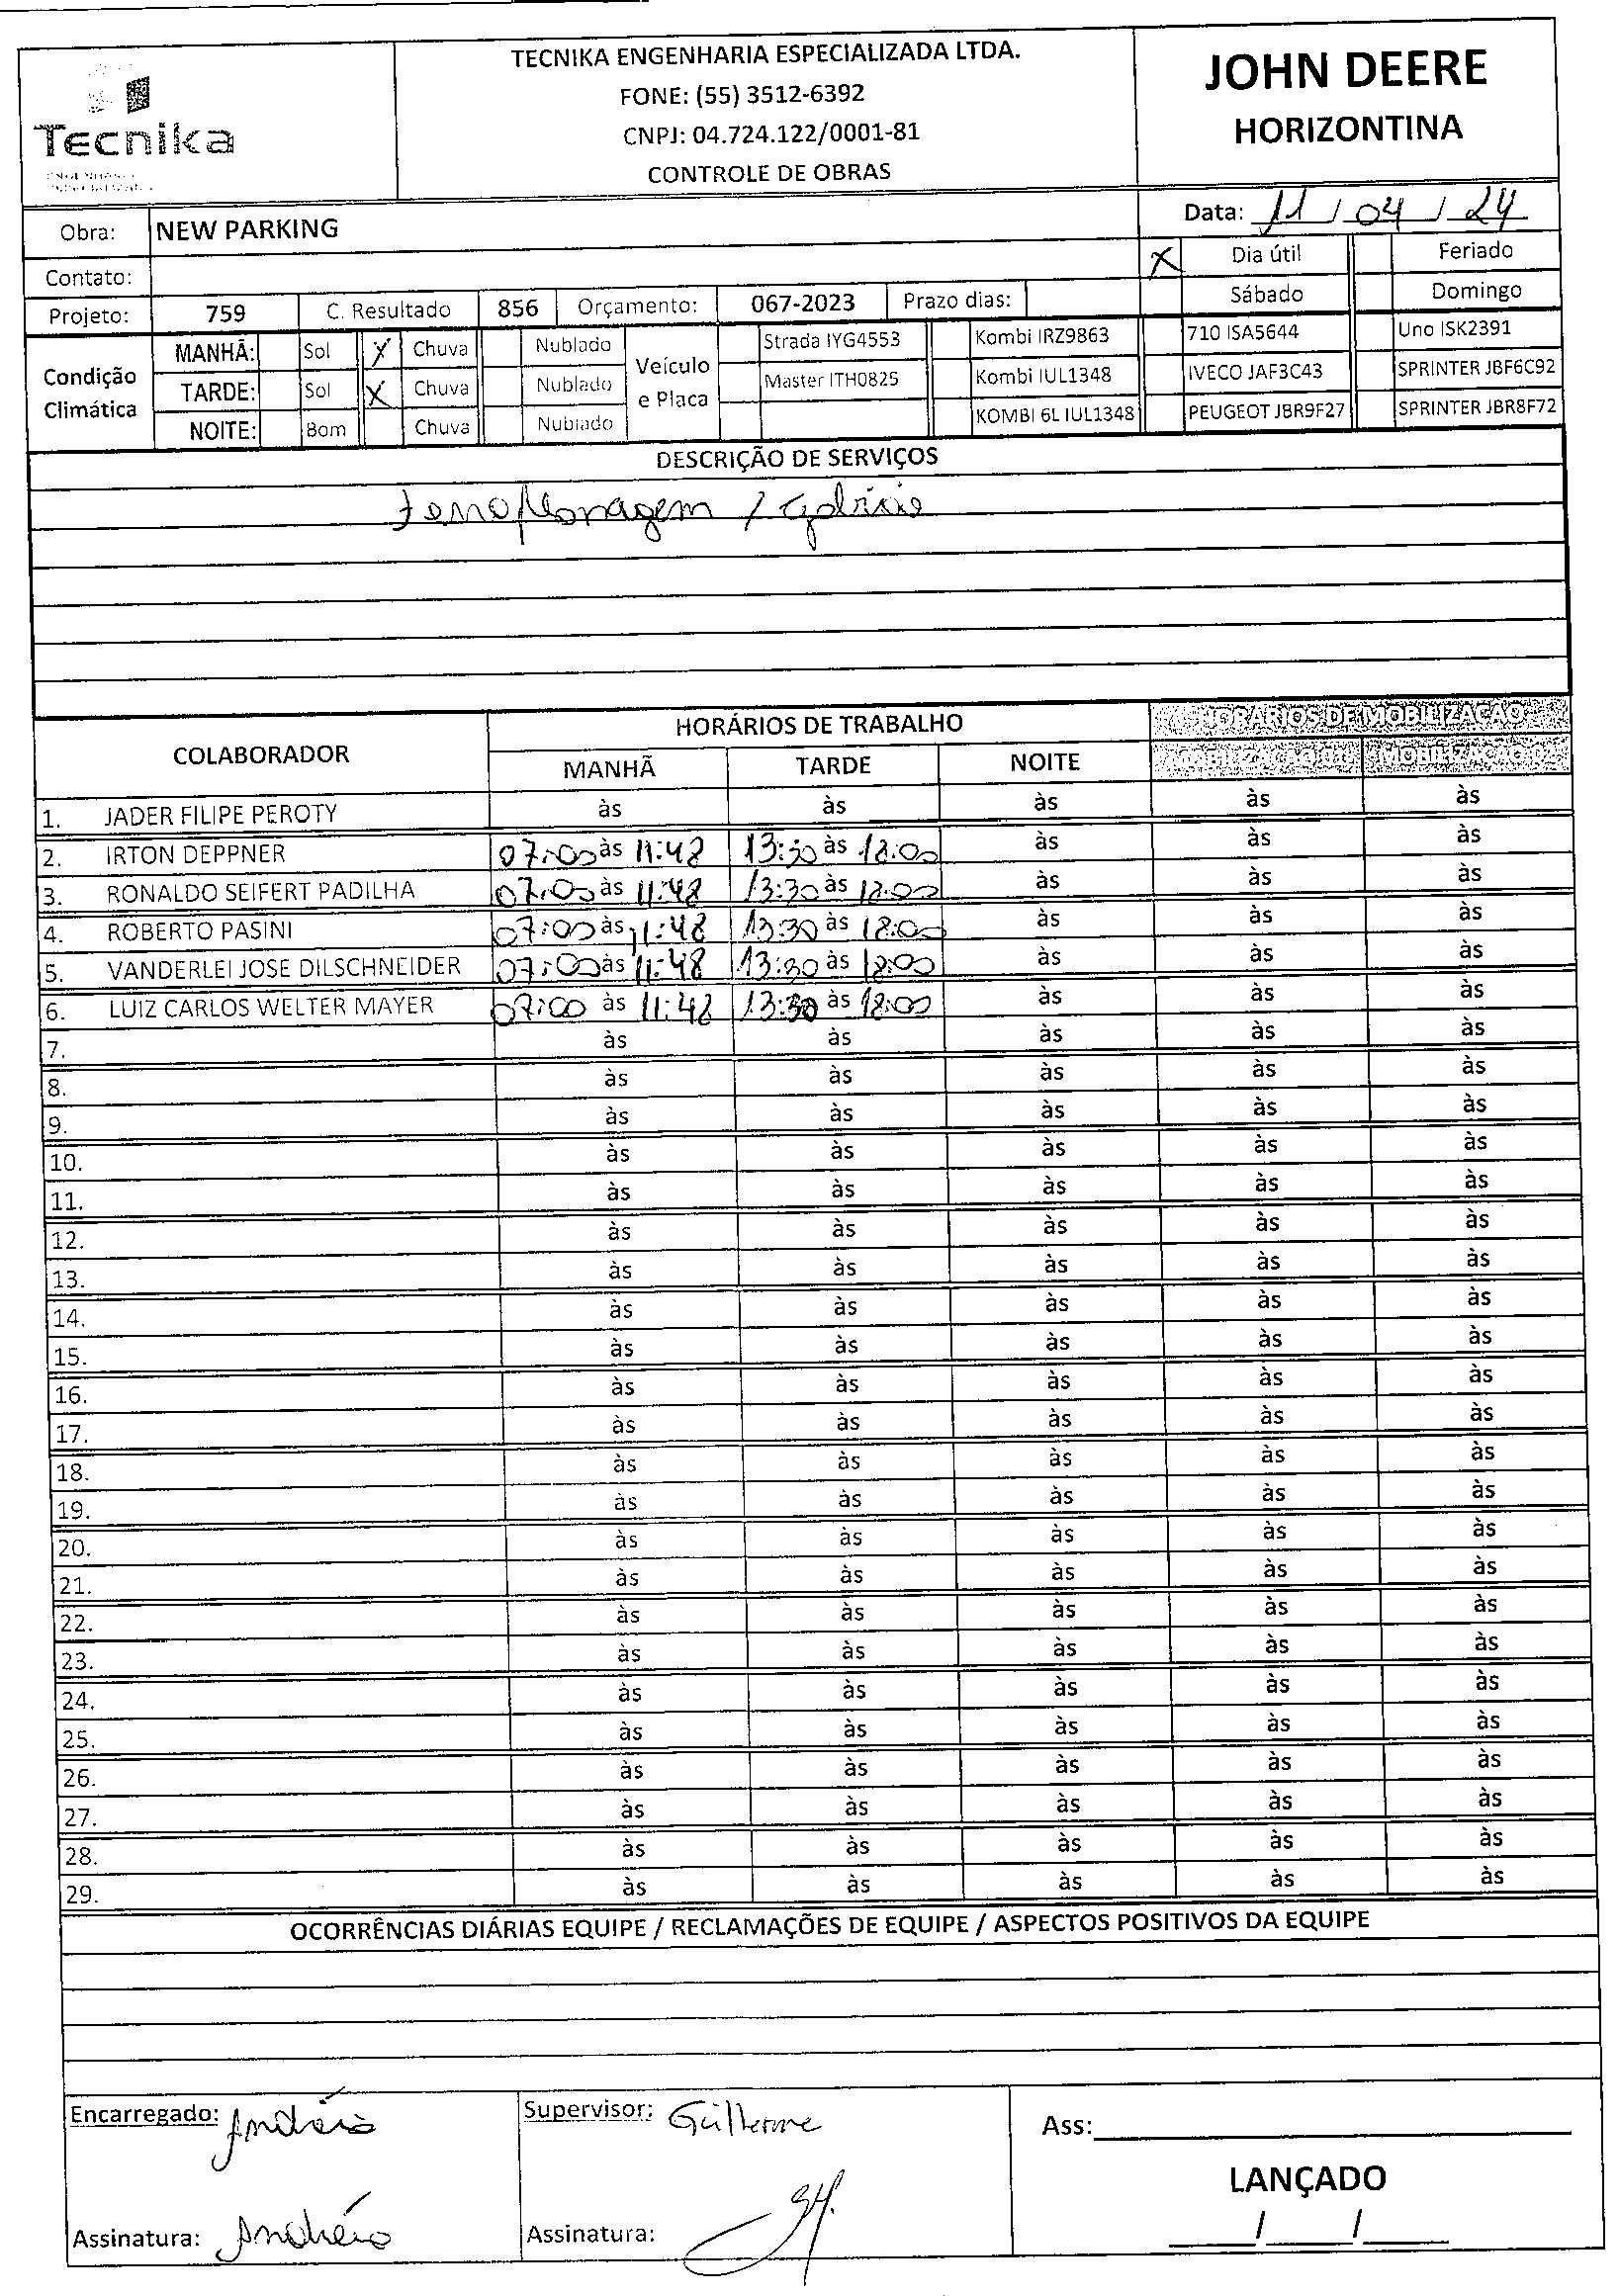 Tecnika
TECNIKA ENGENHARIA ESPECIALIZADA LTDA.
FONE: (55) 3512-6392
CNPJ: 04.724.122/0001-81
CONTROLE DE OBRAS
JOHN DEERE
HORIZONTINA
Obra: NEW PARKING
Data: 11 / 04 / 24
Contato:
X Dia útil Feriado
Projeto: 759 C. Resultado 856 Orçamento: 067-2023 Prazo dias: Sábado Domingo
Condição Climática
MANHÃ: Sol X Chuva Nublado
TARDE: Sol X Chuva Nublado
NOITE: Bom Chuva Nublado
Veículo e Placa
Strada IYG4553 Kombi IRZ9863 710 ISA5644 Uno ISK2391
Master ITH0825 Kombi IUL1348 IVECO JAF3C43 SPRINTER JBF6C92
KOMBI 6L IUL1348 PEUGEOT JBR9F27 SPRINTER JBR8F72
DESCRIÇÃO DE SERVIÇOS
terraplanagem /
COLABORADOR HORÁRIOS DE TRABALHO HORÁRIOS DE MOBILIZAÇÃO
MANHÃ TARDE NOITE MOBILIZAÇÃO MOBILIZAÇÃO
1. JADER FILIPE PEROTY às às às às às
2. IRTON DEPPNER 07:00 às 11:48 13:30 às 18:00 às às às
3. RONALDO SEIFERT PADILHA 07:00 às 11:48 13:30 às 18:00 às às às
4. ROBERTO PASINI 07:00 às 11:48 13:30 às 18:00 às às às
5. VANDERLEI JOSE DILSCHNEIDER 07:00 às 11:48 13:30 às 18:00 às às às
6. LUIZ CARLOS WELTER MAYER 07:00 às 11:48 13:30 às 18:00 às às às
7. às às às às às
8. às às às às às
9. às às às às às
10. às às às às às
11. às às às às às
12. às às às às às
13. às às às às às
14. às às às às às
15. às às às às às
16. às às às às às
17. às às às às às
18. às às às às às
19. às às às às às
20. às às às às às
21. às às às às às
22. às às às às às
23. às às às às às
24. às às às às às
25. às às às às às
26. às às às às às
27. às às às às às
28. às às às às às
29. às às às às às
OCORRÊNCIAS DIÁRIAS EQUIPE / RECLAMAÇÕES DE EQUIPE / ASPECTOS POSITIVOS DA EQUIPE
Encarregado: Supervisor: Guilherme Ass:
LANÇADO
Assinatura: Assinatura: / /